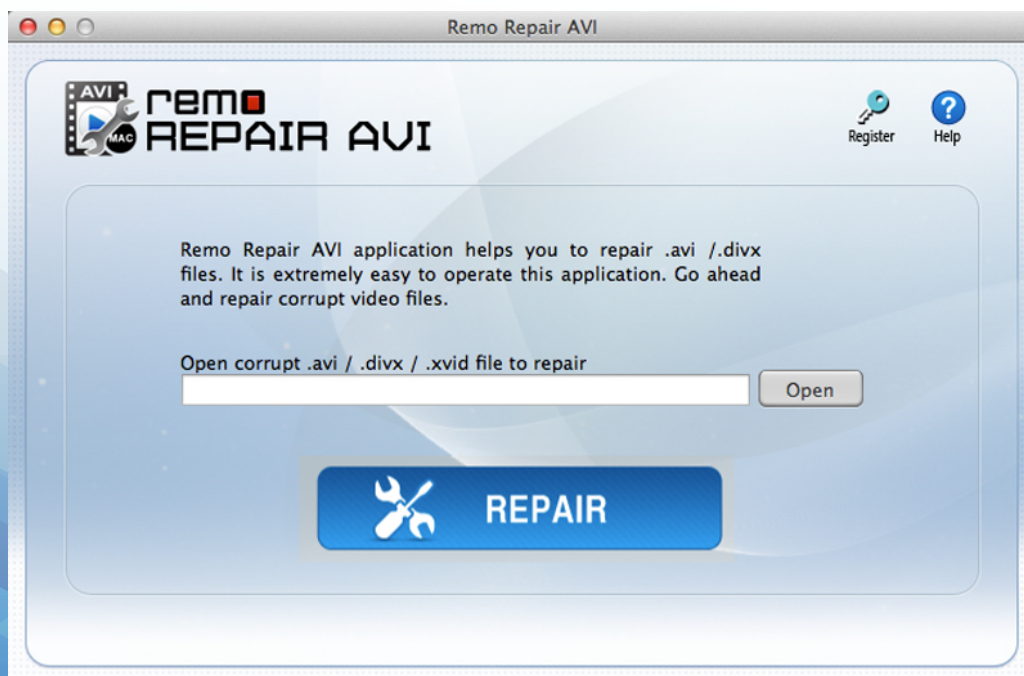 Remo Repair AVI
AVI
MAC
remo
REPAIR AVI
Register
?
Help
Remo Repair AVI application helps you to repair .avi /.divx
files. It is extremely easy to operate this application. Go ahead
and repair corrupt video files.
Open corrupt .avi / .divx / .xvid file to repair
Open
REPAIR